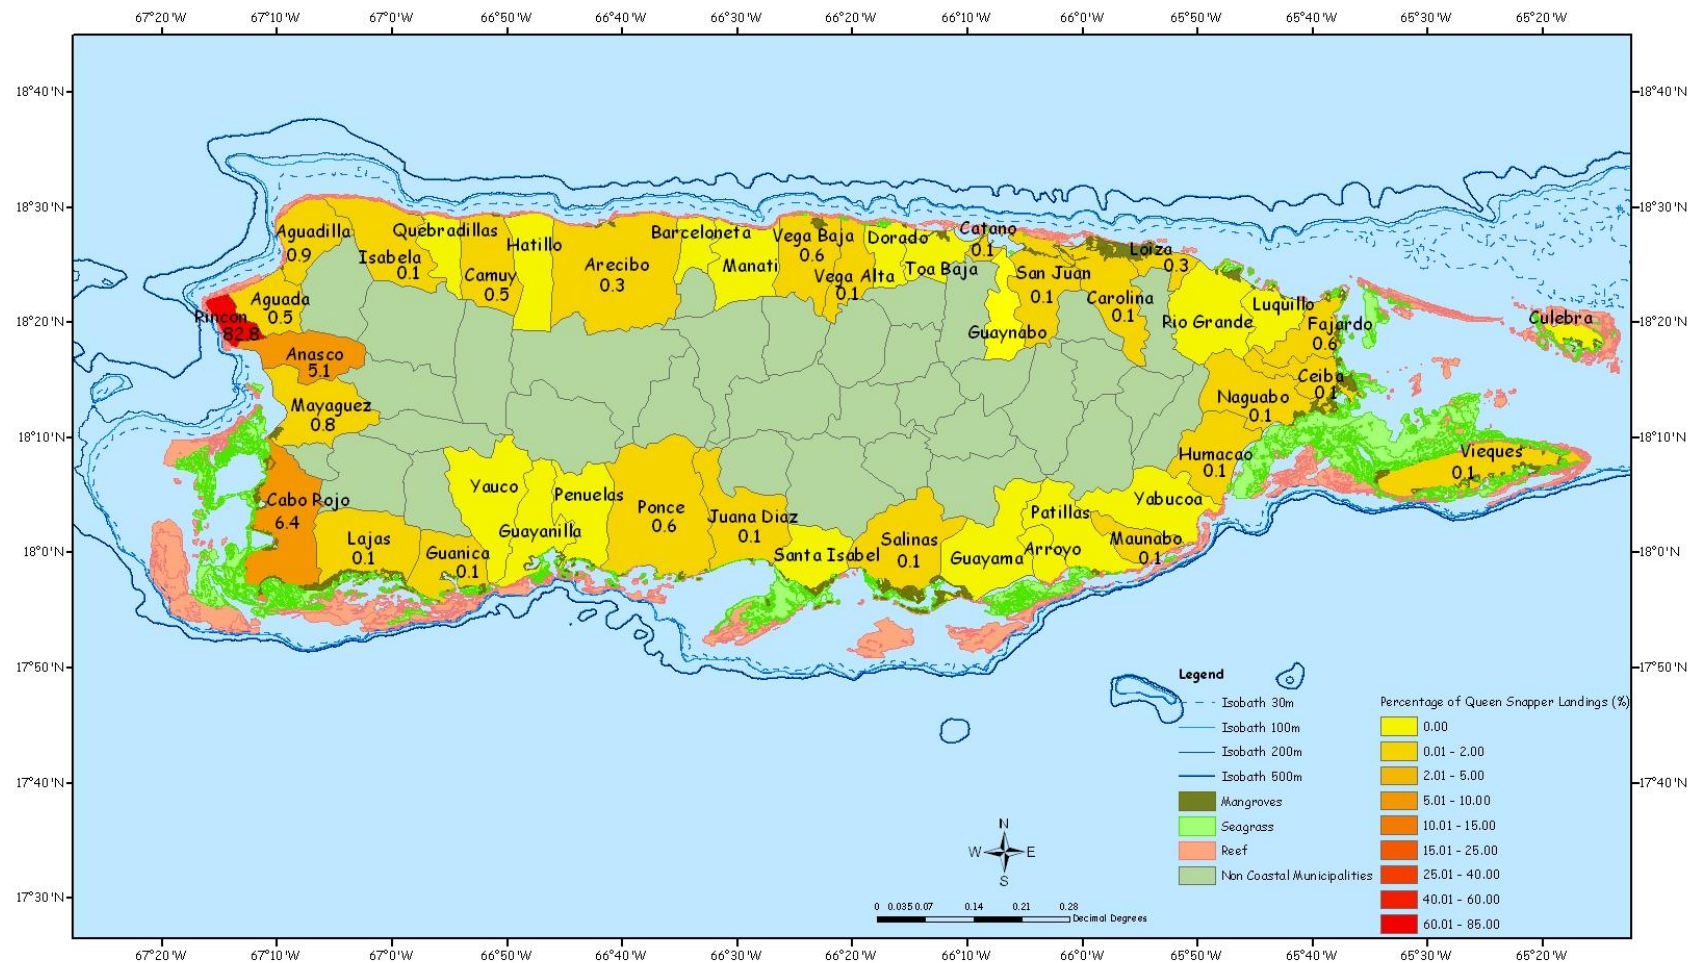 67°20'W 67°10'W 67°0'W 66°50'W 66°40'W 66°30'W 66°20'W 66°10'W 66°0'W 65°50'W 65°40'W 65°30'W 65°20'W
18°40'N 18°40'N
18°30'N 18°30'N
18°20'N 18°20'N
18°10'N 18°10'N
18°0'N 18°0'N
17°50'N 17°50'N
17°40'N 17°40'N
17°30'N
Aguadilla
0.9
Isabela
0.1
Quebradillas
Camuy
0.5
Hatillo
Arecibo
0.3
Barceloneta
Manati
Vega Baja
0.6
Vega Alta
0.1
Dorado
Toa Baja
Catano
0.1
Guaynabo
San Juan
0.1
Carolina
0.1
Loiza
0.3
Rio Grande
Luquillo
Fajardo
0.6
Culebra
Aguada
0.5
Rincon
82.8
Anasco
5.1
Mayaguez
0.8
Ceiba
0.1
Naguabo
0.1
Humacao
0.1
Vieques
0.1
Cabo Rojo
6.4
Lajas
0.1
Guanica
0.1
Yauco
Guayanilla
Penuelas
Ponce
0.6
Juana Diaz
0.1
Santa Isabel
Salinas
0.1
Guayama
Arroyo
Patillas
Maunabo
0.1
Yabucoa
Legend
Isobath 30m
Isobath 100m
Isobath 200m
Isobath 500m
Mangroves
Seagrass
Reef
Non Coastal Municipalities
Percentage of Queen Snapper Landings (%)
0.00
0.01 - 2.00
2.01 - 5.00
5.01 - 10.00
10.01 - 15.00
15.01 - 25.00
25.01 - 40.00
40.01 - 60.00
60.01 - 85.00
N
W E
S
0 0.035 0.07 0.14 0.21 0.28
Decimal Degrees
67°20'W 67°10'W 67°0'W 66°50'W 66°40'W 66°30'W 66°20'W 66°10'W 66°0'W 65°50'W 65°40'W 65°30'W 65°20'W